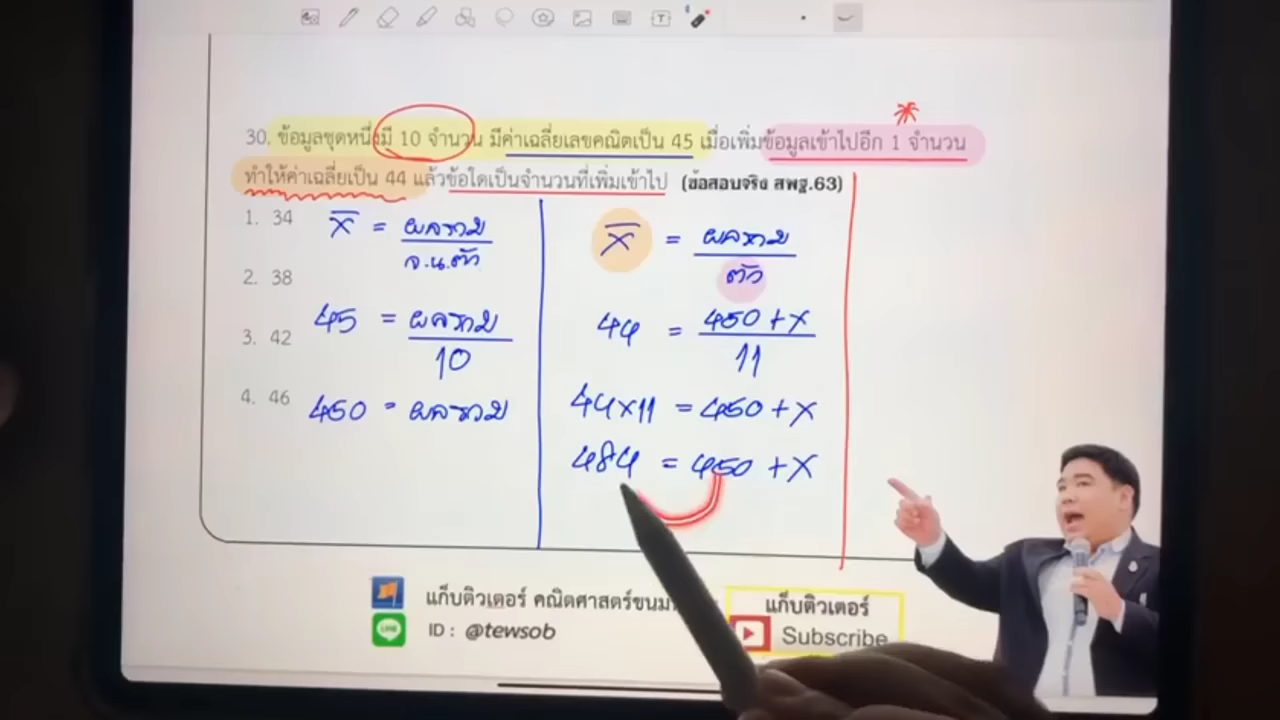 30. ข้อมูลชุดหนึ่งมี 10 จำนวน มีค่าเฉลี่ยเลขคณิตเป็น 45 เมื่อเพิ่มข้อมูลเข้าไปอีก 1 จำนวน
ทำให้ค่าเฉลี่ยเป็น 44 แล้วข้อใดเป็นจำนวนที่เพิ่มเข้าไป (ข้อสอบจริง สพฐ.63)
1. 34
2. 38
3. 42
4. 46
x̄ = ผลรวม
จ.น.ตัว
45 = ผลรวม
10
450 = ผลรวม
x̄ = ผลรวม
ตัว
44 = 450 + x
11
44x11 = 450 + x
484 = 450 + x
แก็บติวเตอร์ คณิตศาสตร์ขนม
ID : @tewsob
แก็บติวเตอร์
Subscribe